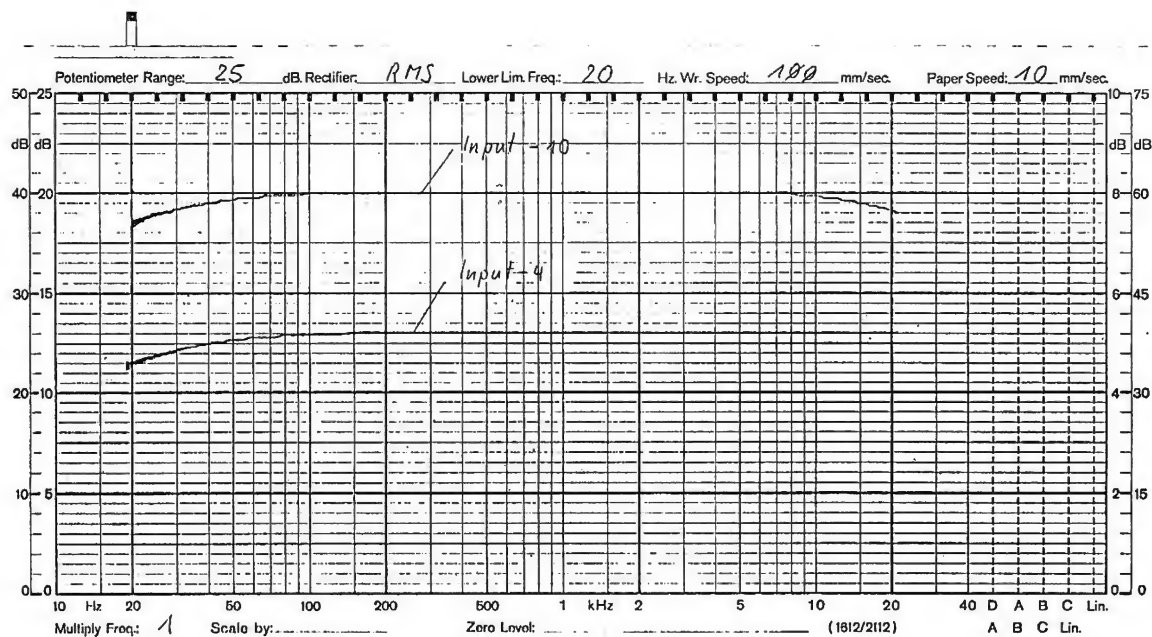 Potentiometer Range: 25 dB. Rectifier: RMS Lower Lim. Freq.: 20 Hz. Wr. Speed: 100 mm/sec. Paper Speed: 10 mm/sec.
50 25 10 75
dB dB dB dB
Input - 10
40 20 8 60
Input - 4
30 15 6 45
20 10 4 30
10 5 2 15
0 0 0 0
10 Hz 20 50 100 200 500 1 kHz 2 5 10 20 40 D A B C Lin.
Multiply Freq.: 1 Scale by: Zero Level: (1612/2112) A B C Lin.